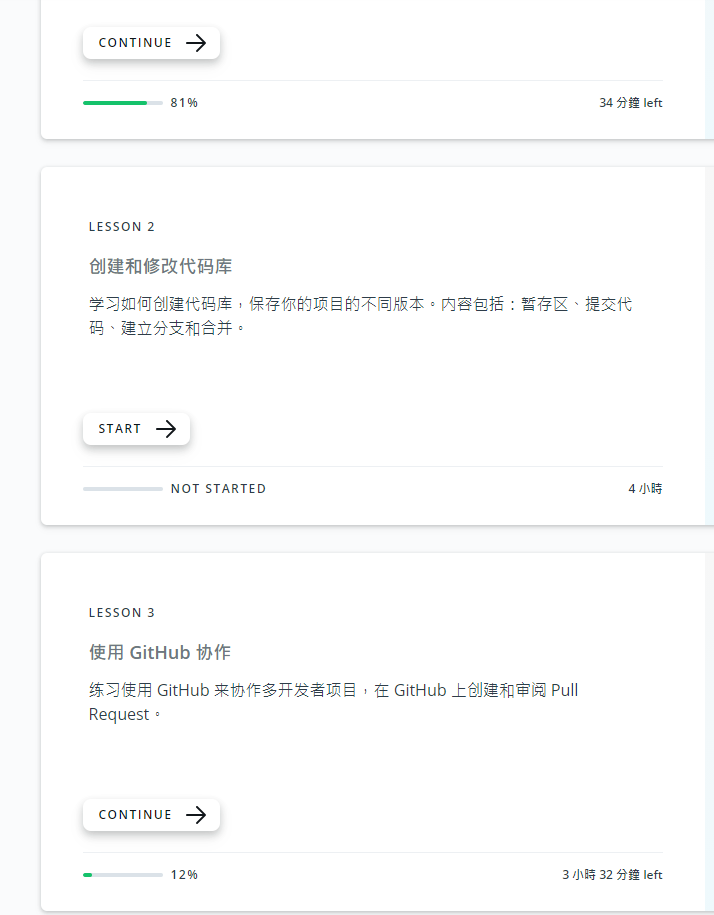 CONTINUE
81%
34 分鐘 left
LESSON 2
创建和修改代码库
学习如何创建代码库，保存你的项目的不同版本。内容包括：暂存区、提交代
码、建立分支和合并。
START
NOT STARTED
4 小時
LESSON 3
使用 GitHub 协作
练习使用 GitHub 来协作多开发者项目，在 GitHub 上创建和审阅 Pull
Request。
CONTINUE
12%
3 小時 32 分鐘 left